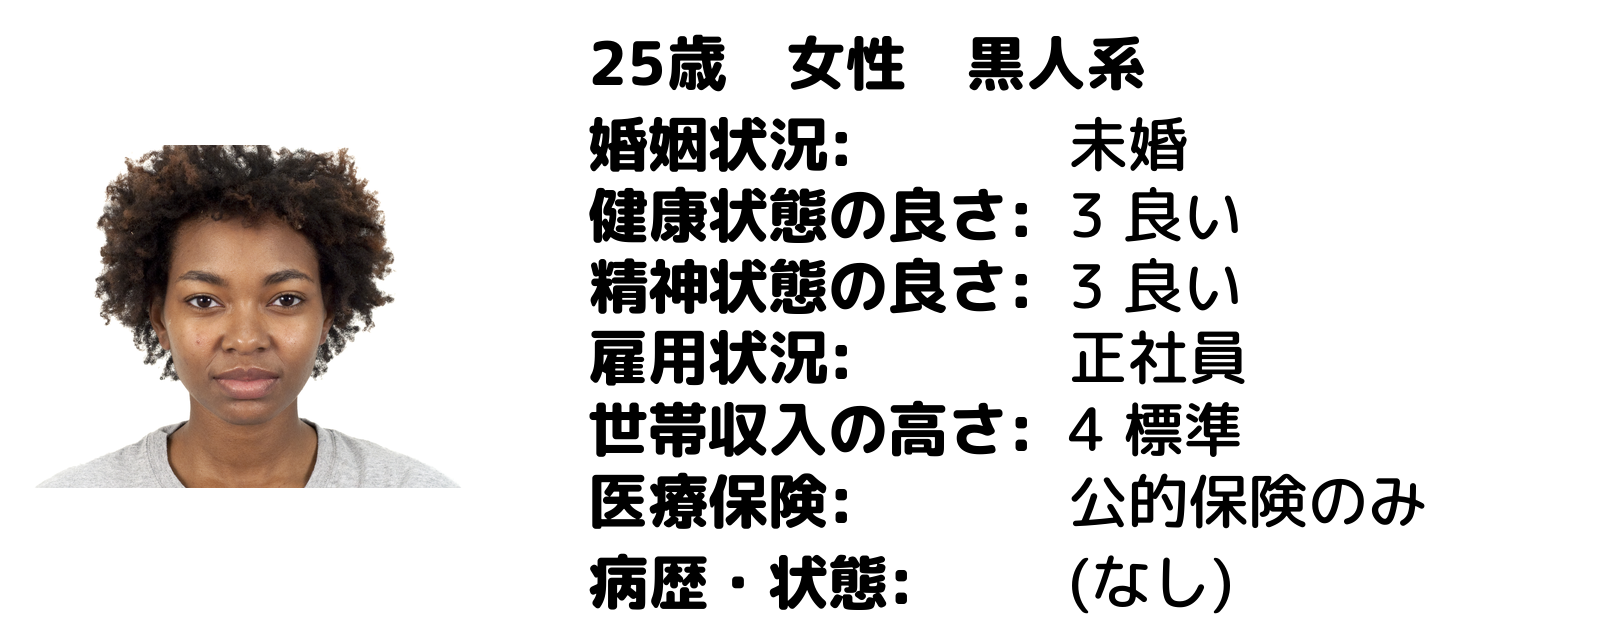 25歳　女性　黒人系
婚姻状況: 未婚
健康状態の良さ: 3 良い
精神状態の良さ: 3 良い
雇用状況: 正社員
世帯収入の高さ: 4 標準
医療保険: 公的保険のみ
病歴・状態: (なし)